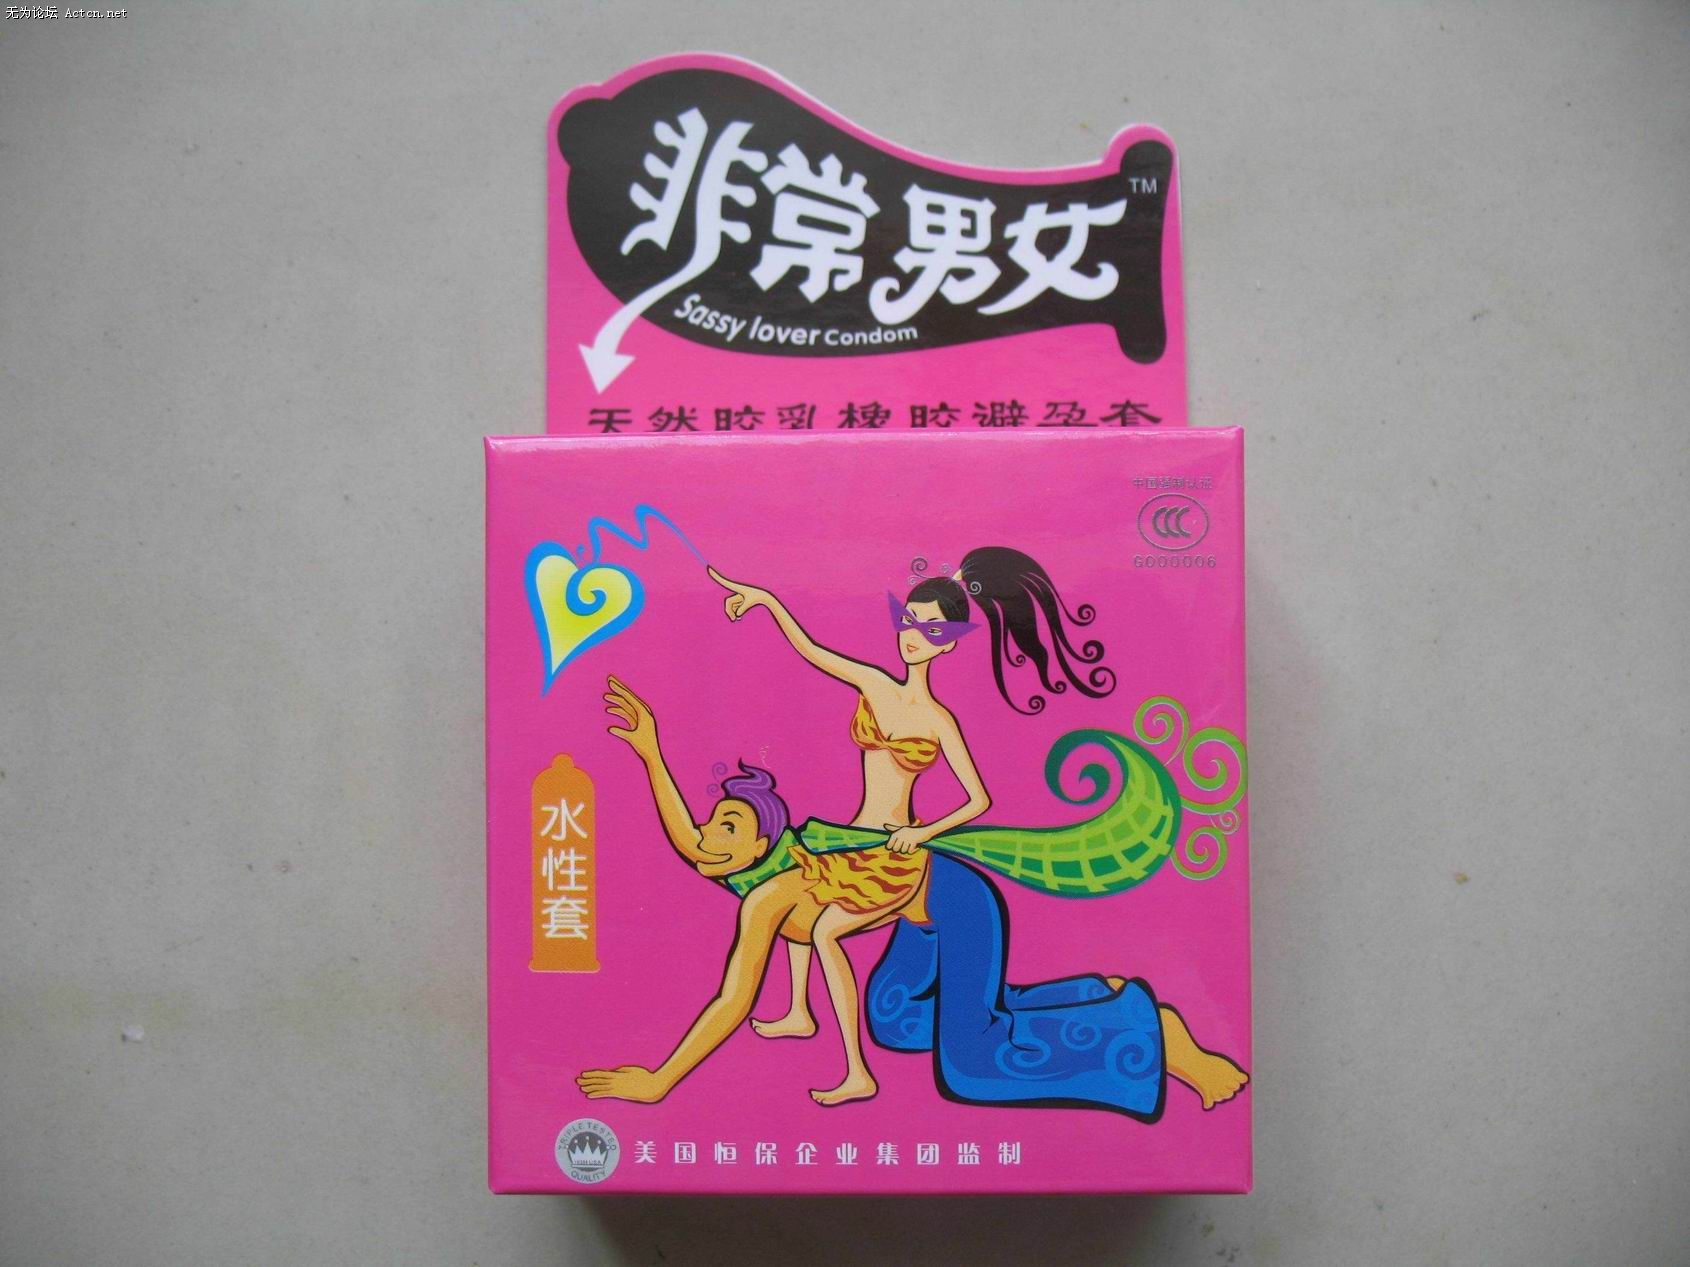 无为论坛 Actcn.net
非常男女 TM
Sassy lover Condom
天然胶乳橡胶避孕套
中国强制认证
CCC
G000006
水性套
TRIPLE TESTED
QUALITY
美国恒保企业集团监制